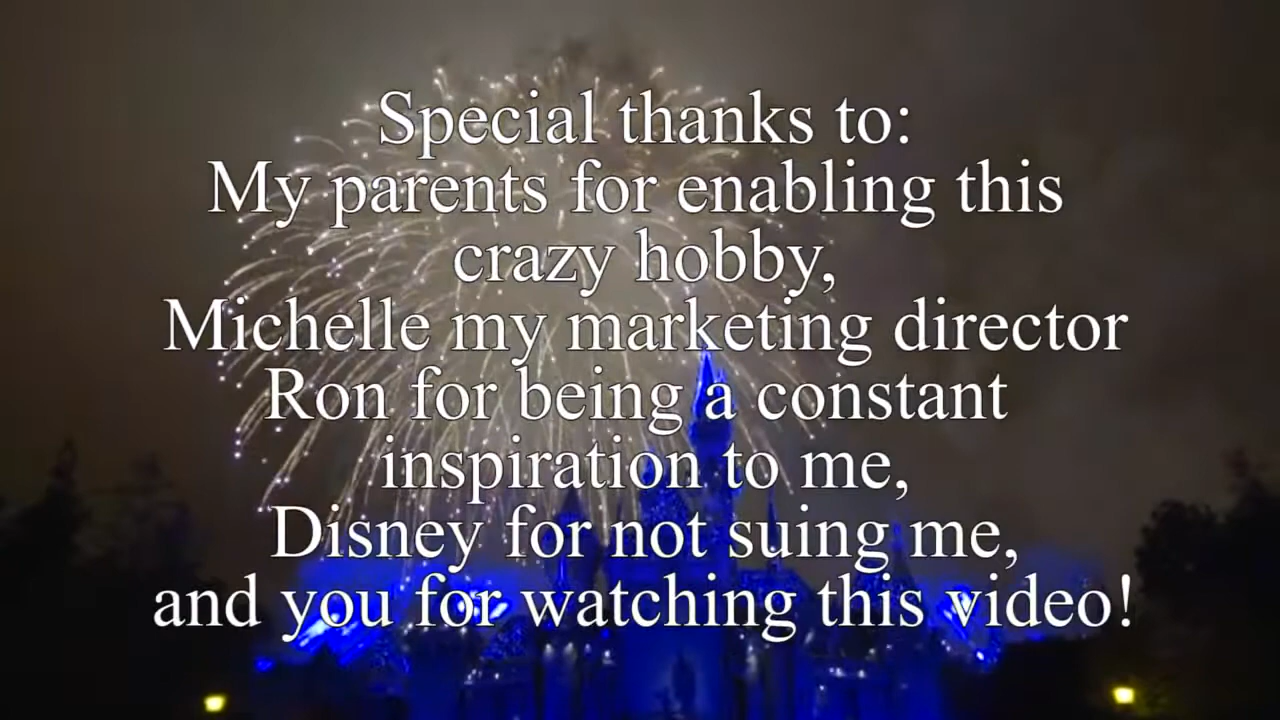 Special thanks to:
My parents for enabling this
crazy hobby,
Michelle my marketing director
Ron for being a constant
inspiration to me,
Disney for not suing me,
and you for watching this video!